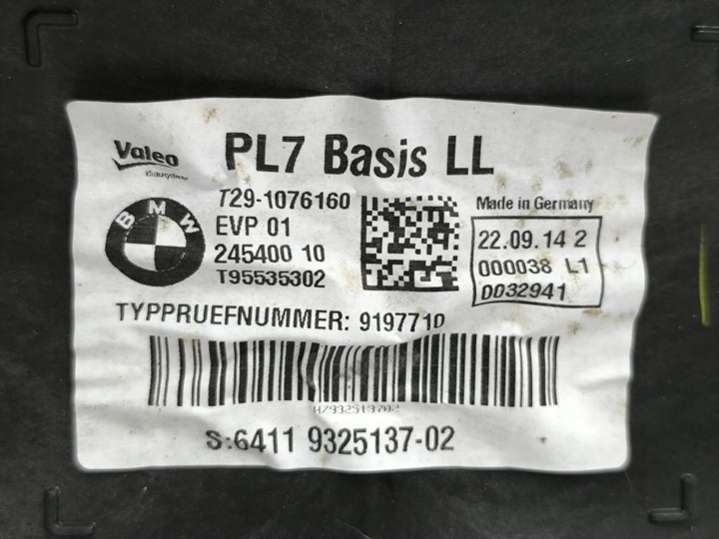 Valeo
PL7 Basis LL
BMW
T29-1076160
EVP 01
245400 10
T95535302
Made in Germany
22.09.14 2
000038 L1
D032941
TYPPRUEFNUMMER: 9197710
S:6411 9325137-02